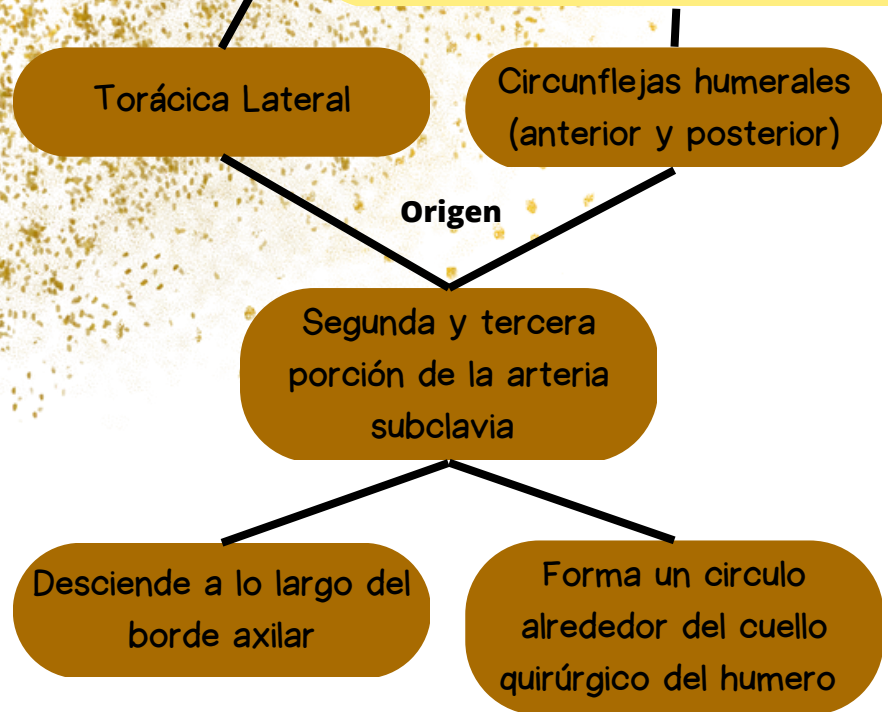 Torácica Lateral
Circunflejas humerales
(anterior y posterior)
Origen
Segunda y tercera
porción de la arteria
subclavia
Desciende a lo largo del
borde axilar
Forma un circulo
alrededor del cuello
quirúrgico del humero